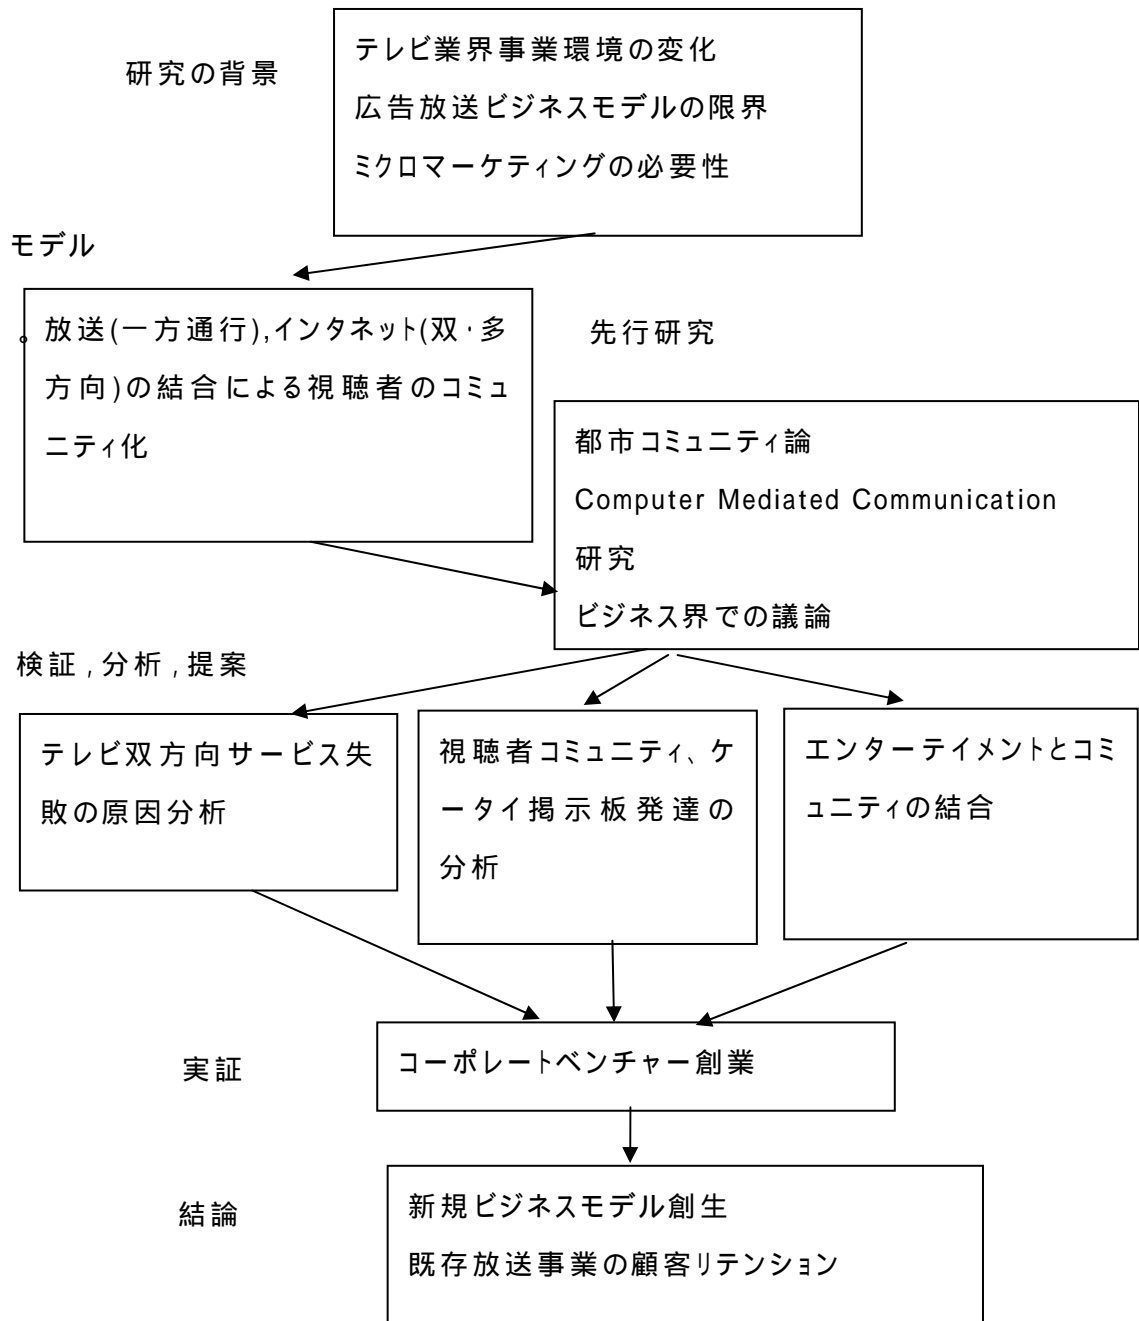 研究の背景
テレビ業界事業環境の変化
広告放送ビジネスモデルの限界
ミクロマーケティングの必要性
モデル
。放送(一方通行),インタネット(双・多
方向)の結合による視聴者のコミュ
ニティ化
先行研究
都市コミュニティ論
Computer Mediated Communication
研究
ビジネス界での議論
検証,分析,提案
テレビ双方向サービス失
敗の原因分析
視聴者コミュニティ、ケ
ータイ掲示板発達の
分析
エンターテイメントとコミ
ュニティの結合
実証
コーポレートベンチャー創業
結論
新規ビジネスモデル創生
既存放送事業の顧客リテンション